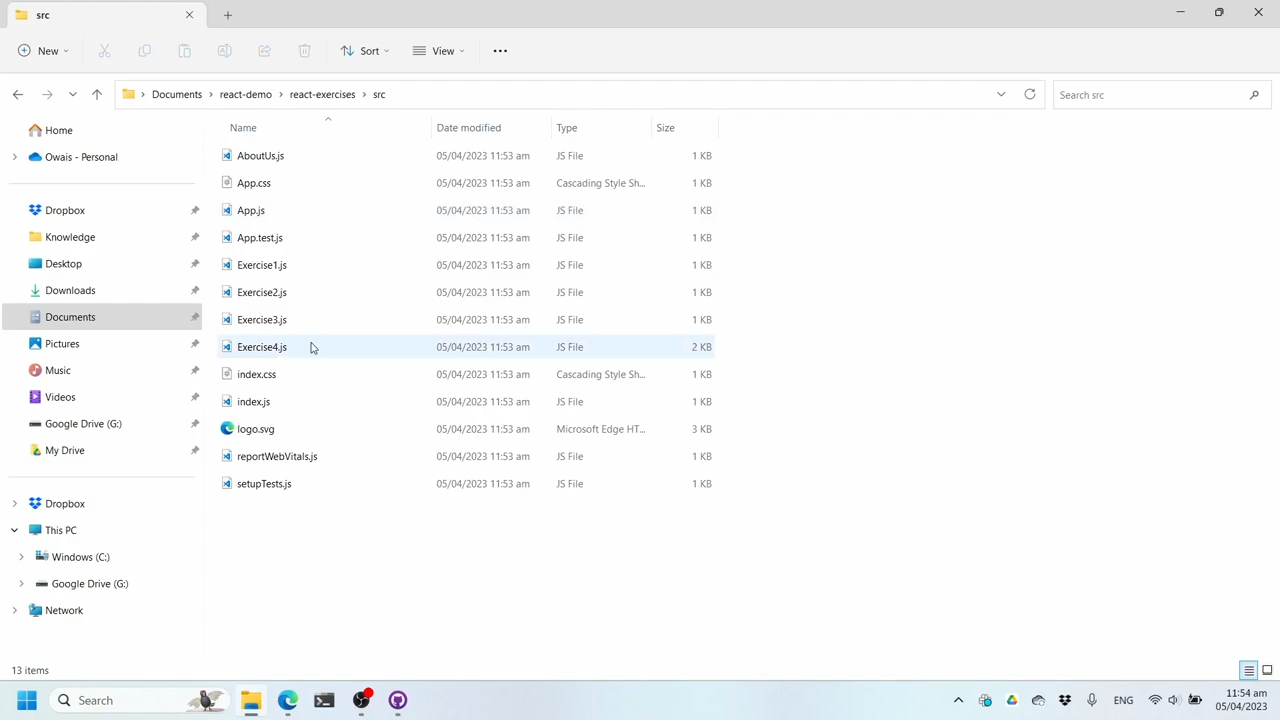 src
New
Sort
View
Documents > react-demo > react-exercises > src
Search src
Home
Owais - Personal
Dropbox
Knowledge
Desktop
Downloads
Documents
Pictures
Music
Videos
Google Drive (G:)
My Drive
Dropbox
This PC
Windows (C:)
Google Drive (G:)
Network
Name Date modified Type Size
AboutUs.js 05/04/2023 11:53 am JS File 1 KB
App.css 05/04/2023 11:53 am Cascading Style Sh... 1 KB
App.js 05/04/2023 11:53 am JS File 1 KB
App.test.js 05/04/2023 11:53 am JS File 1 KB
Exercise1.js 05/04/2023 11:53 am JS File 1 KB
Exercise2.js 05/04/2023 11:53 am JS File 1 KB
Exercise3.js 05/04/2023 11:53 am JS File 1 KB
Exercise4.js 05/04/2023 11:53 am JS File 2 KB
index.css 05/04/2023 11:53 am Cascading Style Sh... 1 KB
index.js 05/04/2023 11:53 am JS File 1 KB
logo.svg 05/04/2023 11:53 am Microsoft Edge HT... 3 KB
reportWebVitals.js 05/04/2023 11:53 am JS File 1 KB
setupTests.js 05/04/2023 11:53 am JS File 1 KB
13 items
Search
ENG
11:54 am
05/04/2023